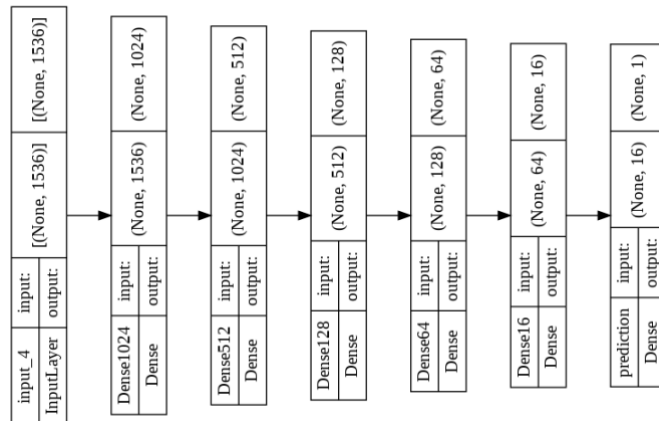 input_4 input: [(None, 1536)] [(None, 1536)]
InputLayer output:
Dense1024 input: (None, 1536) (None, 1024)
Dense output:
Dense512 input: (None, 1024) (None, 512)
Dense output:
Dense128 input: (None, 512) (None, 128)
Dense output:
Dense64 input: (None, 128) (None, 64)
Dense output:
Dense16 input: (None, 64) (None, 16)
Dense output:
prediction input: (None, 16) (None, 1)
Dense output: